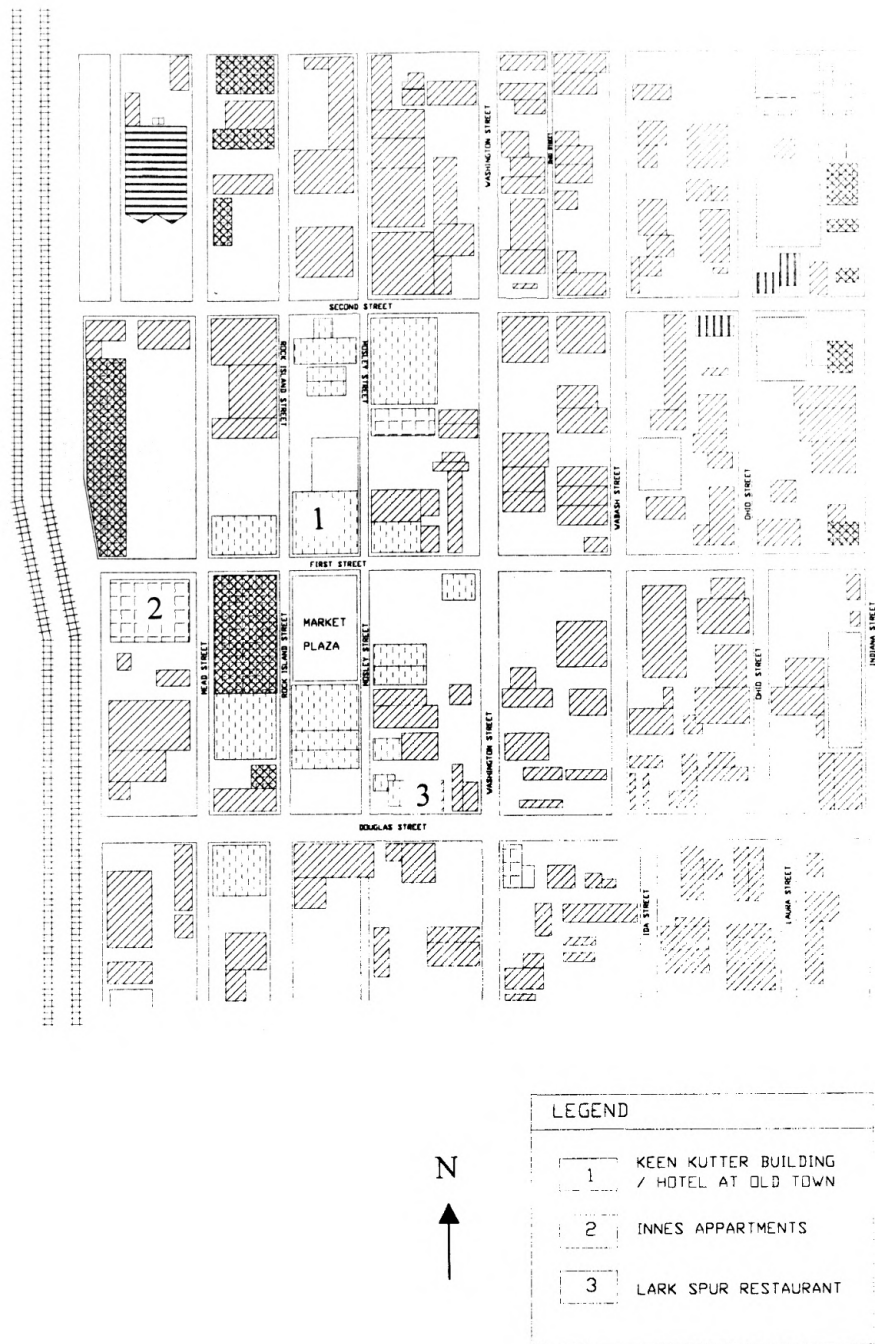 WASHINGTON STREET
SECOND STREET
ROCK ISLAND STREET
MOSLEY STREET
1
WABASH STREET
OHIO STREET
FIRST STREET
2
MEAD STREET
ROCK ISLAND STREET
MARKET
PLAZA
MOSLEY STREET
WASHINGTON STREET
OHIO STREET
INDIANA STREET
3
DOUGLAS STREET
IDA STREET
LAURA STREET
N
LEGEND
1 KEEN KUTTER BUILDING
/ HOTEL AT OLD TOWN
2 INNES APPARTMENTS
3 LARK SPUR RESTAURANT